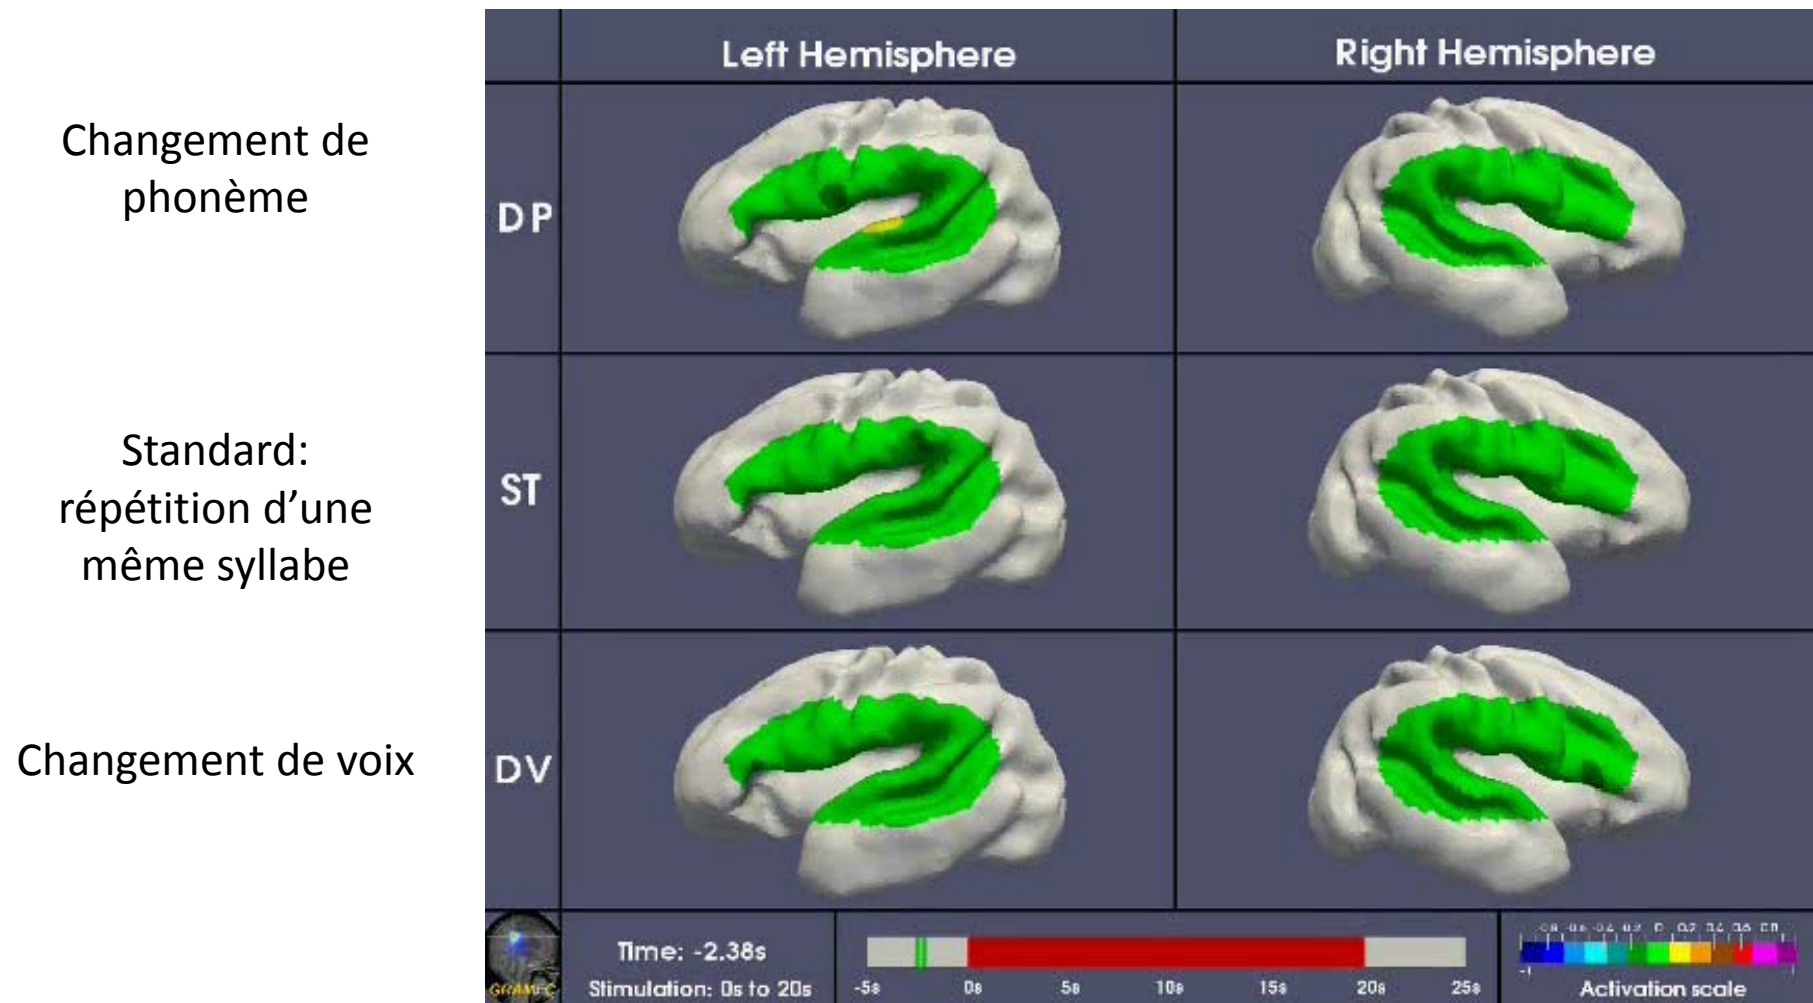 Left Hemisphere
Right Hemisphere
Changement de
phonème
DP
Standard:
répétition d’une
même syllabe
ST
Changement de voix
DV
Time: -2.38s
Stimulation: 0s to 20s
-5s 0s 5s 10s 15s 20s 25s
-1
Activation scale